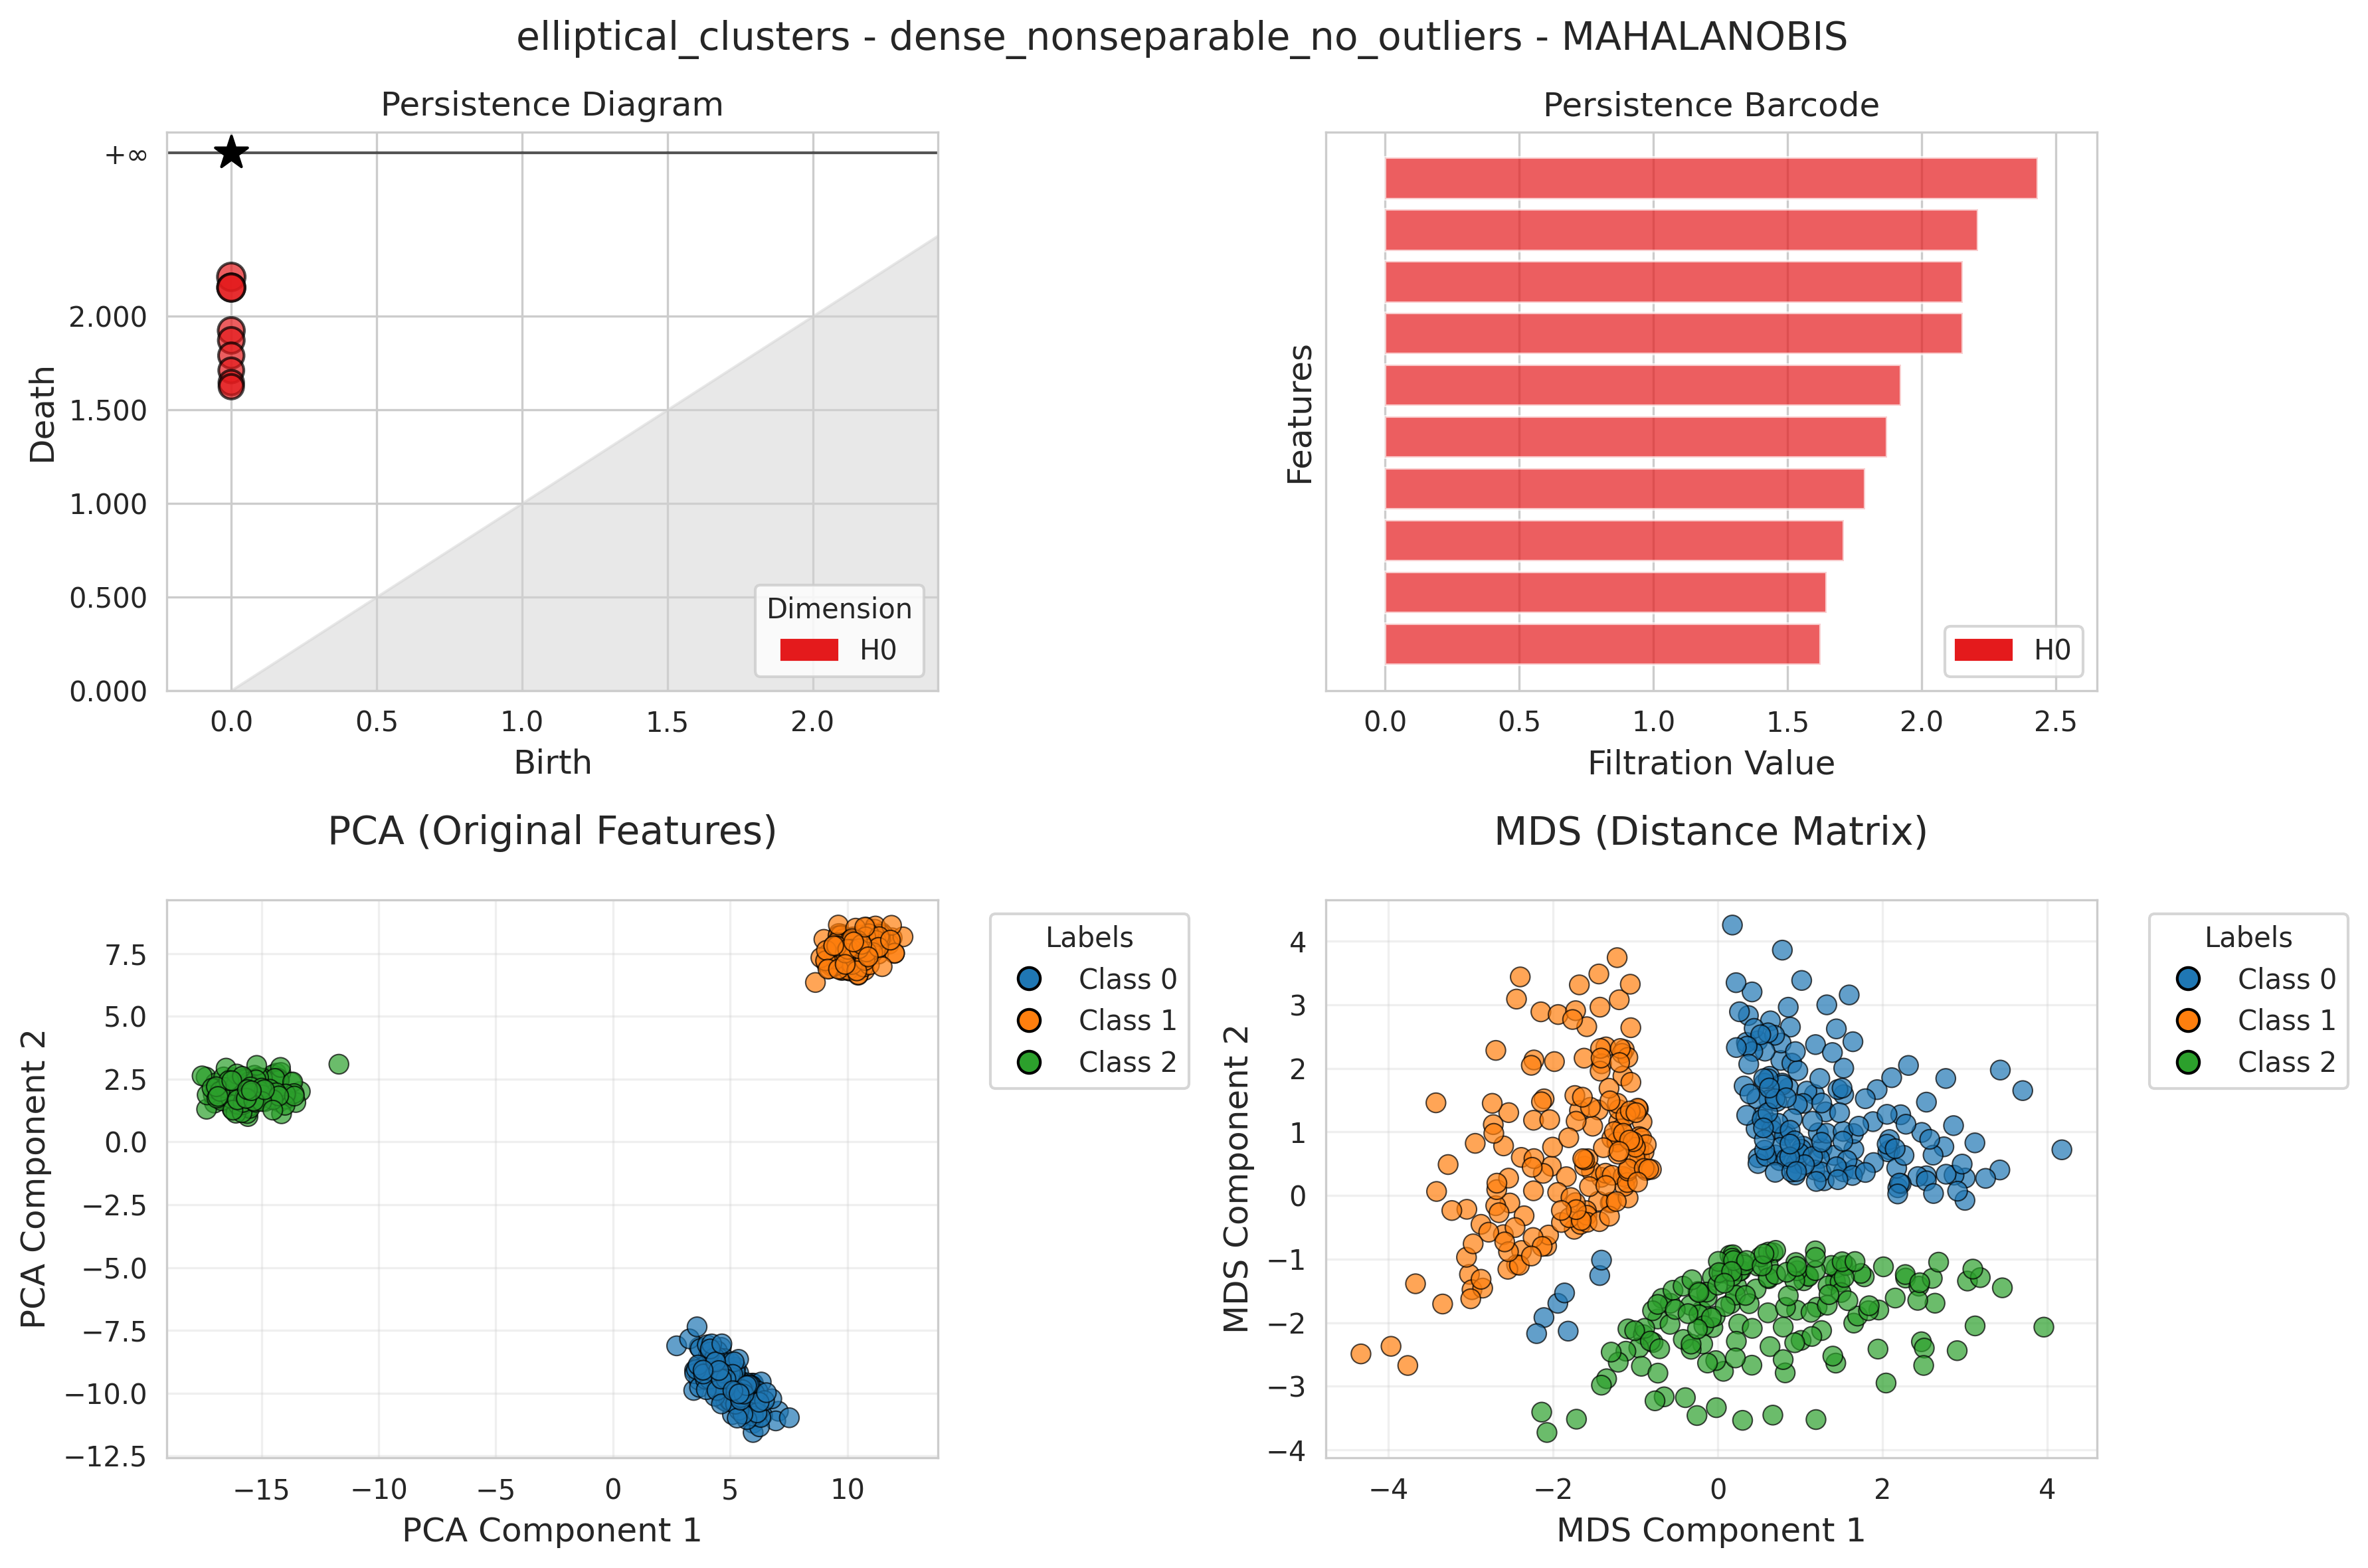 elliptical_clusters - dense_nonseparable_no_outliers - MAHALANOBIS
Persistence Diagram
+∞
2.000
1.500
1.000
0.500
0.000
Death
0.0 0.5 1.0 1.5 2.0
Birth
Dimension
H0
Persistence Barcode
Features
0.0 0.5 1.0 1.5 2.0 2.5
Filtration Value
H0
PCA (Original Features)
7.5
5.0
2.5
0.0
−2.5
−5.0
−7.5
−10.0
−12.5
PCA Component 2
−15 −10 −5 0 5 10
PCA Component 1
Labels
Class 0
Class 1
Class 2
MDS (Distance Matrix)
4
3
2
1
0
−1
−2
−3
−4
MDS Component 2
−4 −2 0 2 4
MDS Component 1
Labels
Class 0
Class 1
Class 2